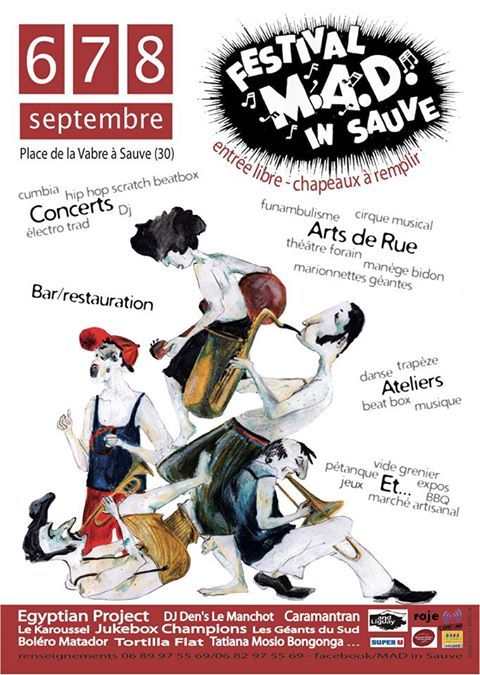 6 7 8
septembre
Place de la Vabre à Sauve (30)
FESTIVAL
M.A.D.
IN SAUVE
entrée libre - chapeaux à remplir
cumbia hip hop scratch beatbox
Concerts Dj
électro trad
funambulisme cirque musical
Arts de Rue
théâtre forain manège bidon
marionnettes géantes
Bar/restauration
danse trapèze
Ateliers
beat box musique
vide grenier
pétanque expos
jeux Et... BBQ
marché artisanal
Egyptian Project DJ Den's Le Manchot Caramantran
Le Karoussel Jukebox Champions Les Géants du Sud
Boléro Matador Tortilla Flat Tatiana Moslo Bongonga ...
raje
SUPER U
renseignements 06 89 97 55 69/06 82 97 55 69 - facebook/MAD in Sauve